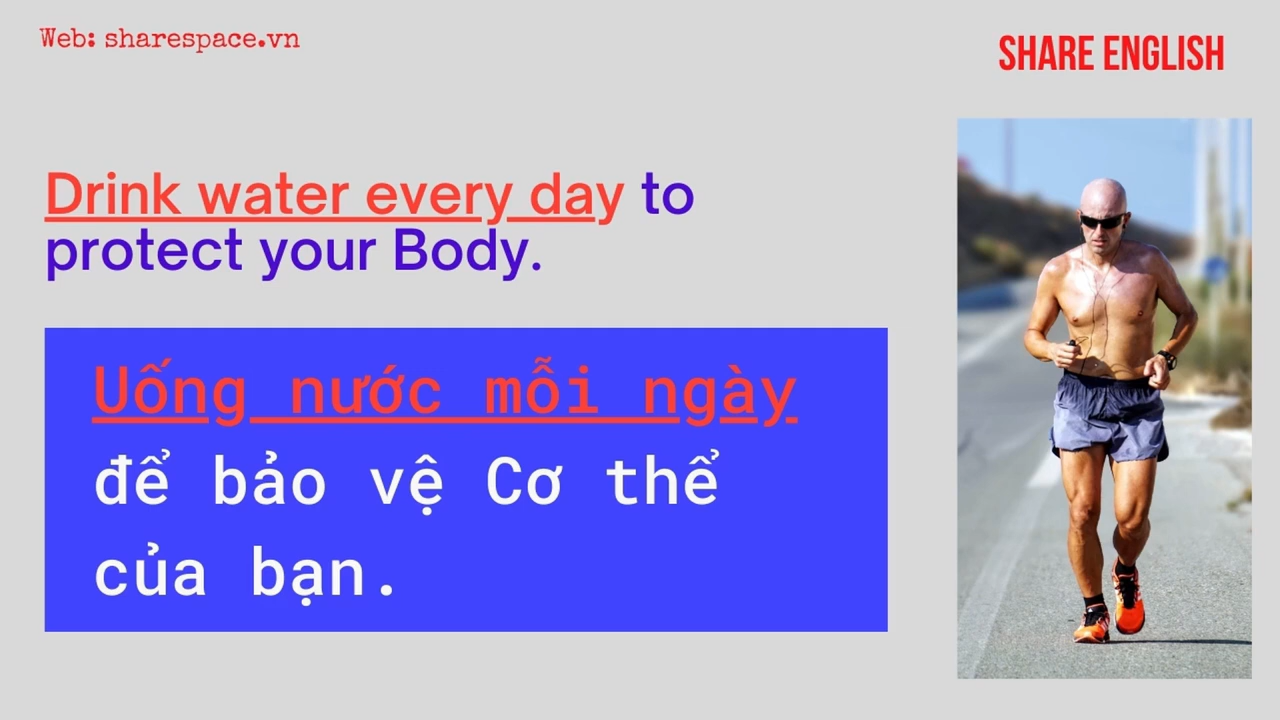 Web: sharespace.vn
SHARE ENGLISH
Drink water every day to
protect your Body.
Uống nước mỗi ngày
để bảo vệ Cơ thể
của bạn.